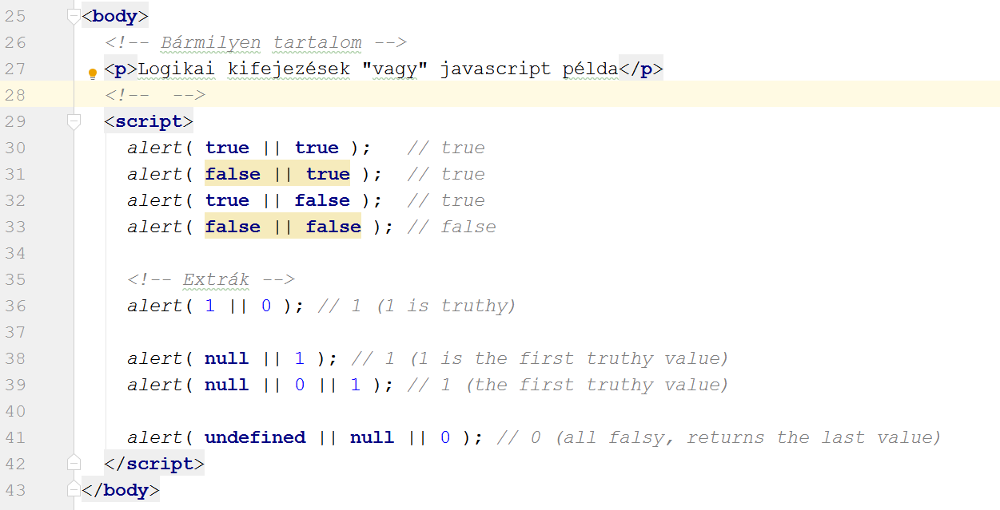 25 <body>
26 <!-- Bármilyen tartalom -->
27 <p>Logikai kifejezések "vagy" javascript példa</p>
28 <!--  -->
29 <script>
30 alert( true || true );   // true
31 alert( false || true );  // true
32 alert( true || false );  // true
33 alert( false || false ); // false
34
35 <!-- Extrák -->
36 alert( 1 || 0 ); // 1 (1 is truthy)
37
38 alert( null || 1 ); // 1 (1 is the first truthy value)
39 alert( null || 0 || 1 ); // 1 (the first truthy value)
40
41 alert( undefined || null || 0 ); // 0 (all falsy, returns the last value)
42 </script>
43 </body>